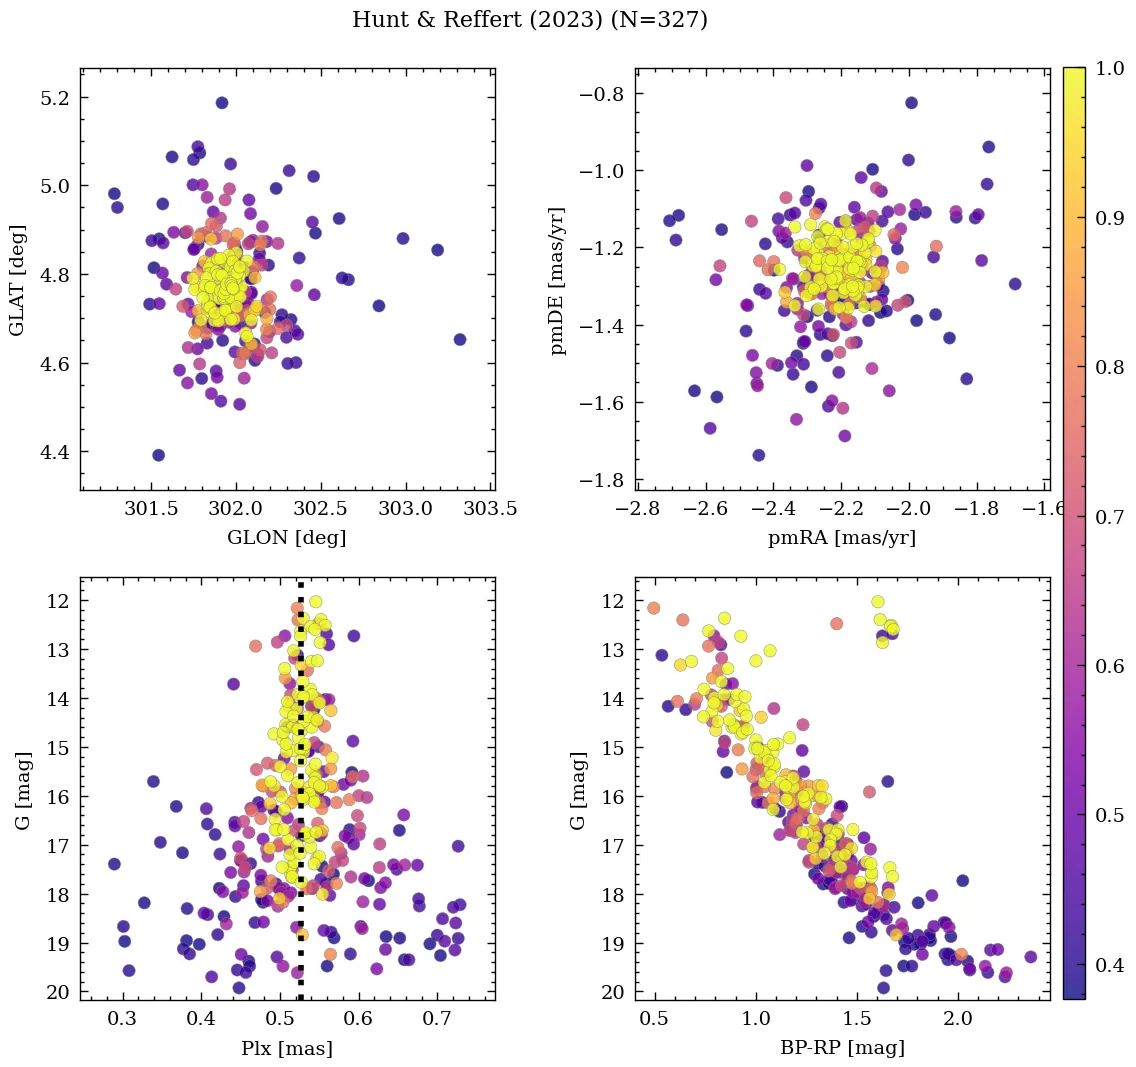 Hunt & Reffert (2023) (N=327)
5.2
5.0
4.8
4.6
4.4
GLAT [deg]
301.5 302.0 302.5 303.0 303.5
GLON [deg]
−0.8
−1.0
−1.2
−1.4
−1.6
−1.8
pmDE [mas/yr]
−2.8 −2.6 −2.4 −2.2 −2.0 −1.8 −1.6
pmRA [mas/yr]
12
13
14
15
16
17
18
19
20
G [mag]
0.3 0.4 0.5 0.6 0.7
Plx [mas]
12
13
14
15
16
17
18
19
20
G [mag]
0.5 1.0 1.5 2.0
BP-RP [mag]
1.0
0.9
0.8
0.7
0.6
0.5
0.4